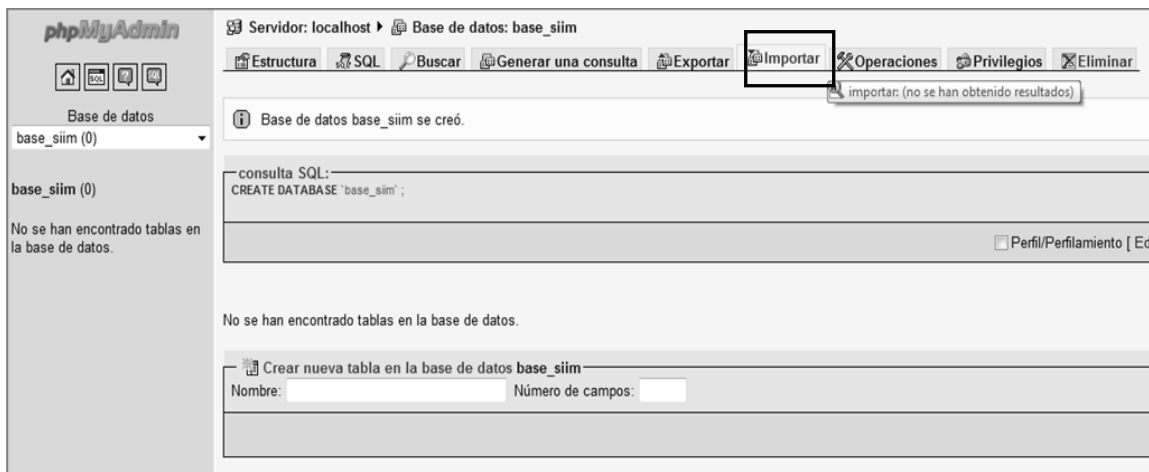 phpMyAdmin
Base de datos
base_siim (0)
base_siim (0)
No se han encontrado tablas en
la base de datos.
Servidor: localhost ▸ Base de datos: base_siim
Estructura SQL Buscar Generar una consulta Exportar Importar Operaciones Privilegios Eliminar
importar: (no se han obtenido resultados)
Base de datos base_siim se creó.
consulta SQL:
CREATE DATABASE `base_siim` ;
Perfil/Perfilamiento [ Ed
No se han encontrado tablas en la base de datos.
Crear nueva tabla en la base de datos base_siim
Nombre: Número de campos: